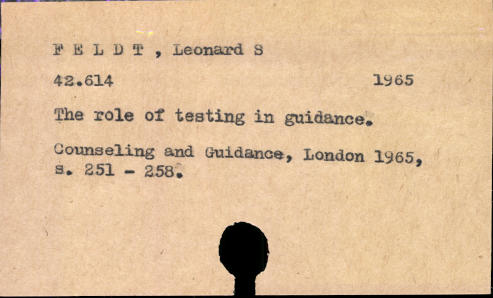 F E L D T , Leonard S
42.614 1965
The role of testing in guidance.
Counseling and Guidance, London 1965,
s. 251 - 258.